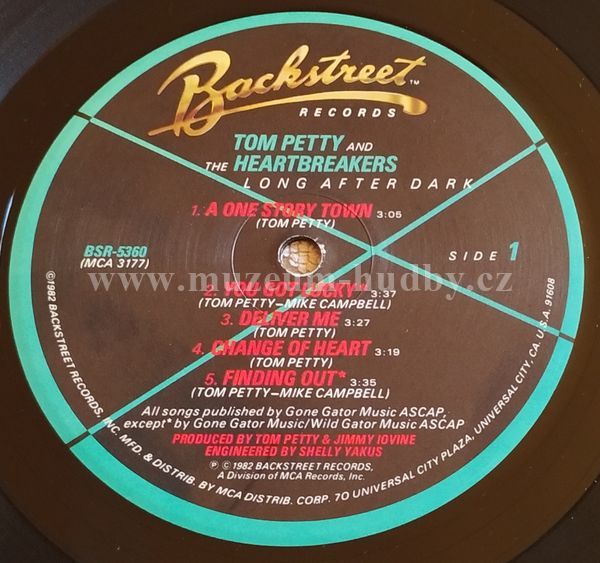 Backstreet™
RECORDS
TOM PETTY AND
THE HEARTBREAKERS
LONG AFTER DARK
1. A ONE STORY TOWN 3:05
(TOM PETTY)
BSR-5360
(MCA 3177)
SIDE 1
www.muzeum-hudby.cz
2. YOU GOT LUCKY* 3:37
(TOM PETTY—MIKE CAMPBELL)
3. DELIVER ME 3:27
(TOM PETTY)
4. CHANGE OF HEART 3:19
(TOM PETTY)
5. FINDING OUT* 3:35
(TOM PETTY—MIKE CAMPBELL)
All songs published by Gone Gator Music ASCAP,
except* by Gone Gator Music/Wild Gator Music ASCAP
PRODUCED BY TOM PETTY & JIMMY IOVINE
ENGINEERED BY SHELLY YAKUS
℗ © 1982 BACKSTREET RECORDS,
A Division of MCA Records, Inc.
©1982 BACKSTREET RECORDS, INC. MFD. & DISTRIB. BY MCA DISTRIB. CORP. 70 UNIVERSAL CITY PLAZA, UNIVERSAL CITY, CA. U.S.A. 91608